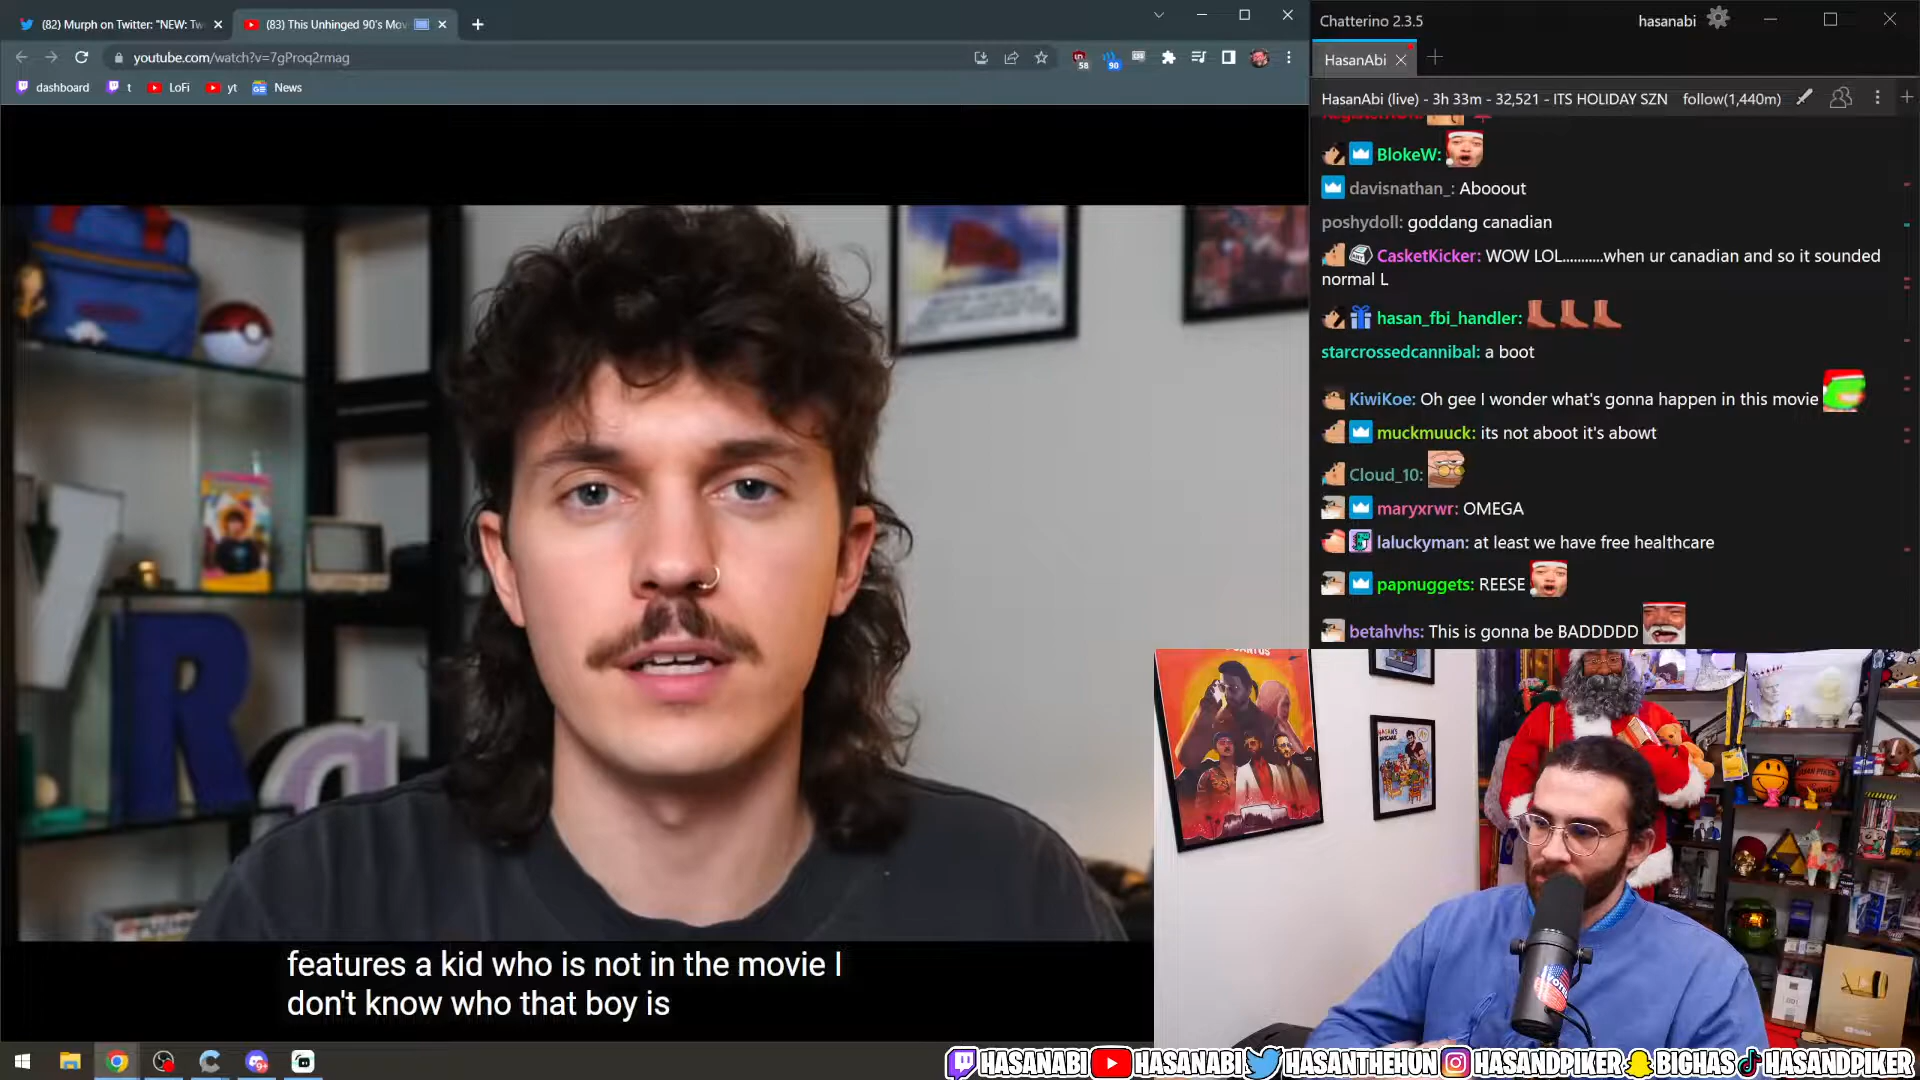 (82) Murph on Twitter: "NEW: Tw
(83) This Unhinged 90's Mov
youtube.com/watch?v=7gProq2rmag
58
90
dashboard
t
LoFi
yt
News
Chatterino 2.3.5
hasanabi
HasanAbi
HasanAbi (live) - 3h 33m - 32,521 - ITS HOLIDAY SZN
follow(1,440m)
BlokeW:
davisnathan_: Abooout
poshydoll: goddang canadian
CasketKicker: WOW LOL...........when ur canadian and so it sounded
normal L
hasan_fbi_handler:
starcrossedcannibal: a boot
KiwiKoe: Oh gee I wonder what's gonna happen in this movie
muckmuuck: its not aboot it's abowt
Cloud_10:
maryxrwr: OMEGA
laluckyman: at least we have free healthcare
papnuggets: REESE
betahvhs: This is gonna be BADDDDD
features a kid who is not in the movie I
don't know who that boy is
VOTE
HASANABI
HASANABI
HASANTHEHUN
HASANDPIKER
BIGHAS
HASANDPIKER